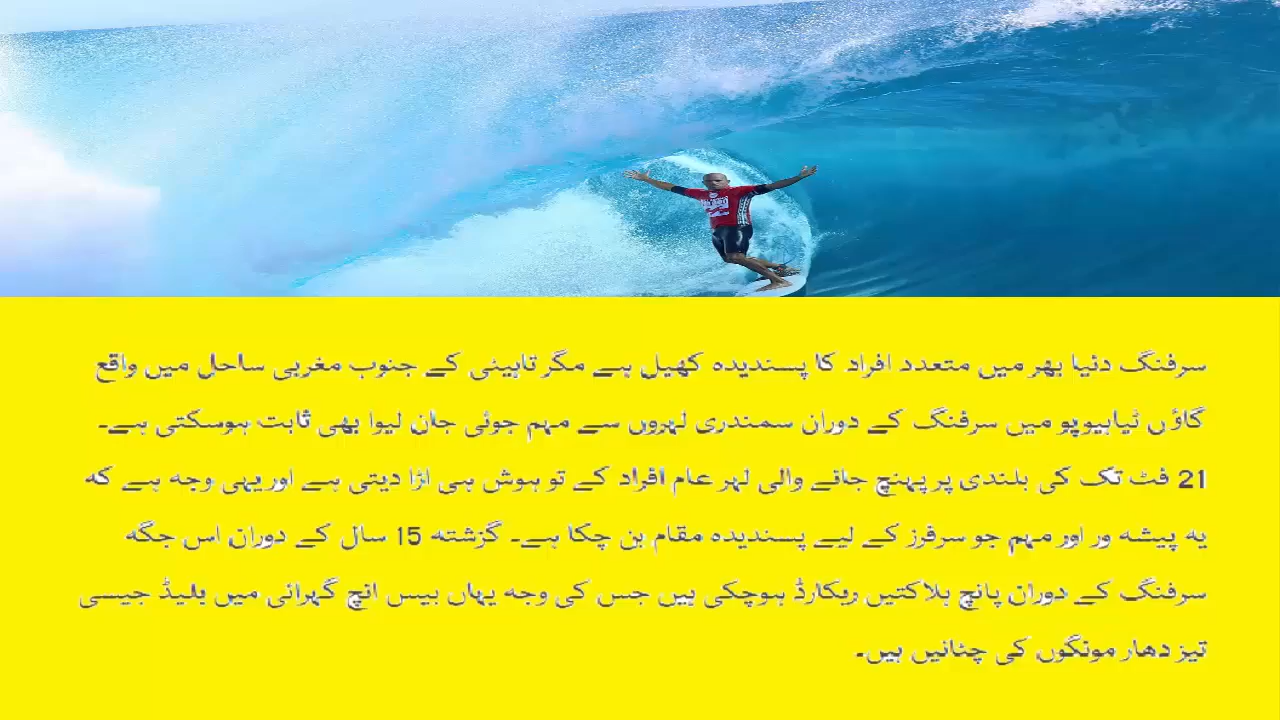 سرفنگ دنیا بھر میں متعدد افراد کا پسندیدہ کھیل ہے مگر تاہیٹی کے جنوب مغربی ساحل میں واقع
گاؤں ٹیاہیوپو میں سرفنگ کے دوران سمندری لہروں سے مہم جوئی جان لیوا بھی ثابت ہوسکتی ہے۔
21 فٹ تک کی بلندی پر پہنچ جانے والی لہر عام افراد کے تو ہوش ہی اڑا دیتی ہے اور یہی وجہ ہے کہ
یہ پیشہ ور اور مہم جو سرفرز کے لیے پسندیدہ مقام بن چکا ہے۔ گزشتہ 15 سال کے دوران اس جگہ
سرفنگ کے دوران پانچ ہلاکتیں ریکارڈ ہوچکی ہیں جس کی وجہ یہاں بیس انچ گہرائی میں بلیڈ جیسی
تیز دھار مونگوں کی چٹانیں ہیں۔